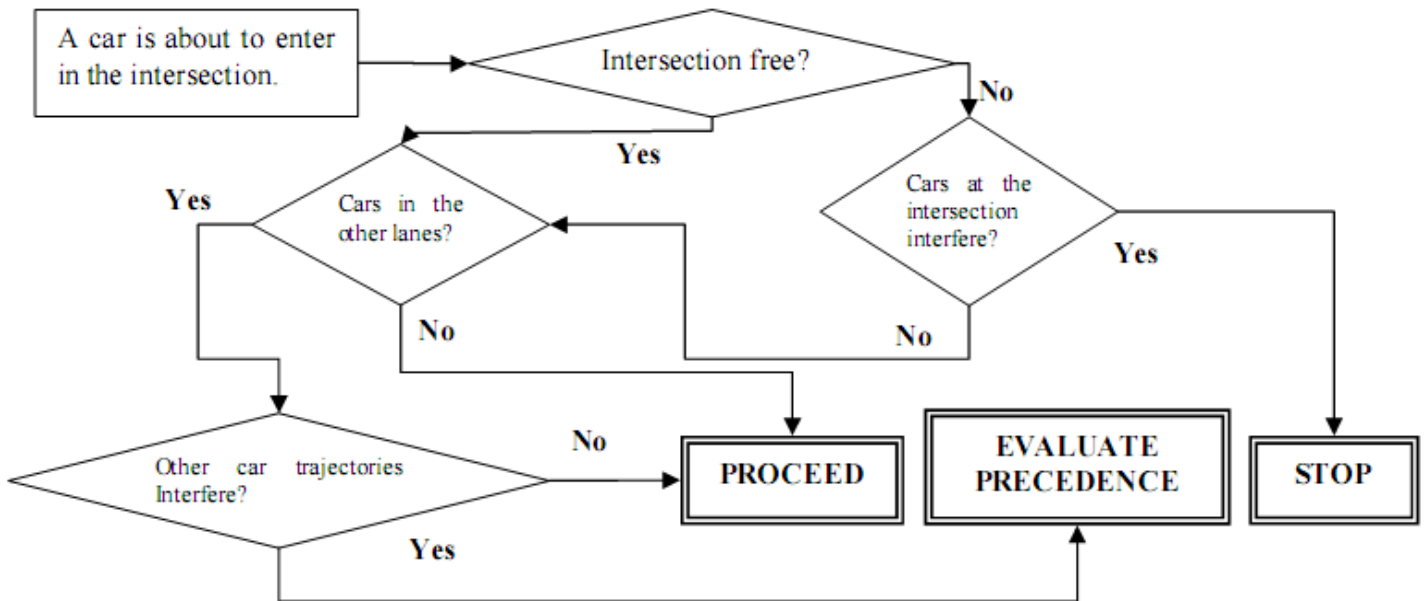 A car is about to enter
in the intersection.
Intersection free?
No
Yes
Yes
Cars in the
other lanes?
Cars at the
intersection
interfere?
Yes
No
No
Other car trajectories
Interfere?
No
PROCEED
EVALUATE
PRECEDENCE
STOP
Yes